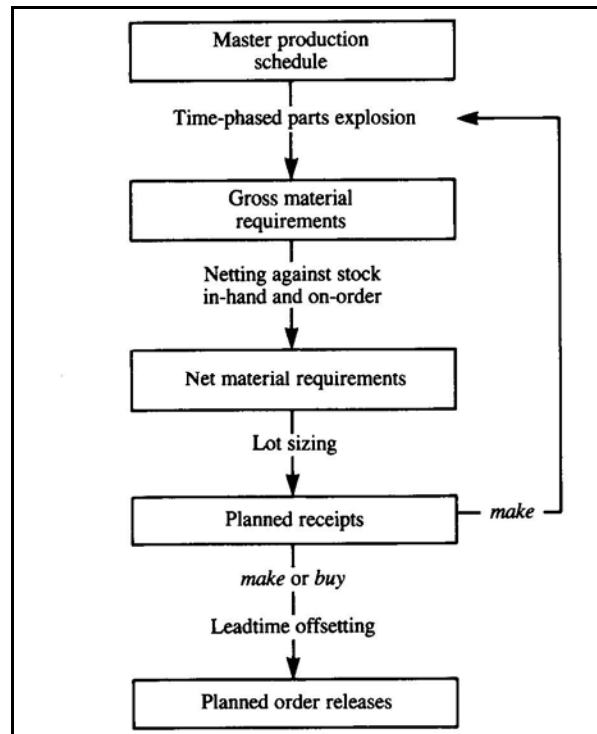 Master production
schedule
Time-phased parts explosion
Gross material
requirements
Netting against stock
in-hand and on-order
Net material requirements
Lot sizing
Planned receipts
make
make or buy
Leadtime offsetting
Planned order releases